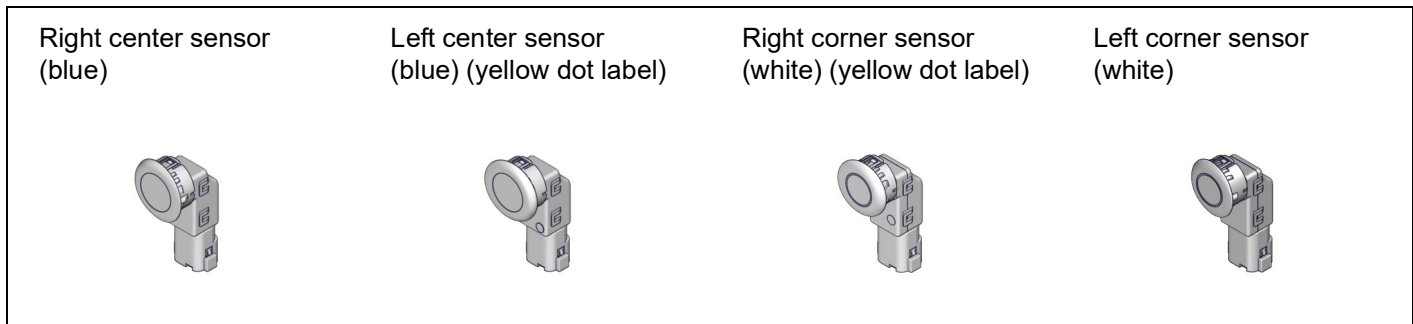 Right center sensor
(blue)
Left center sensor
(blue) (yellow dot label)
Right corner sensor
(white) (yellow dot label)
Left corner sensor
(white)